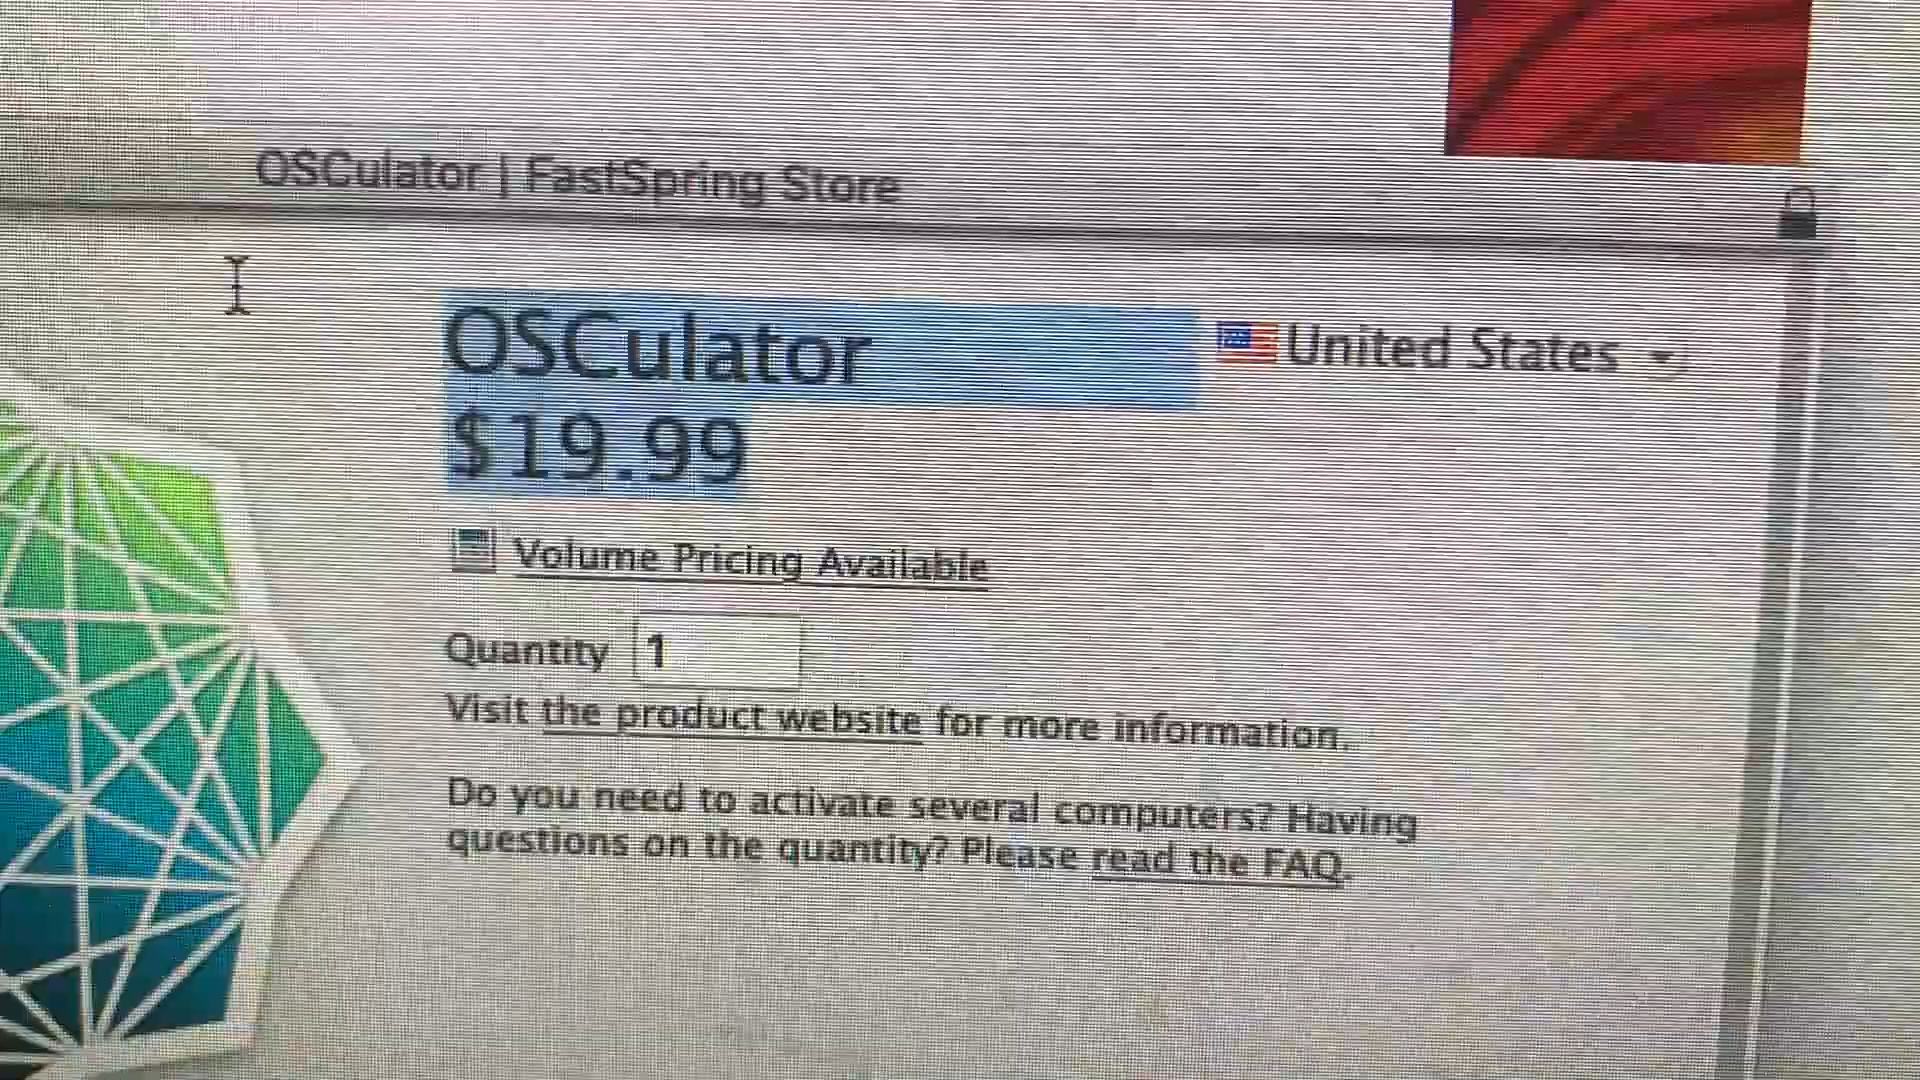 OSCulator | FastSpring Store
OSCulator
United States
$19.99
Volume Pricing Available
Quantity 1
Visit the product website for more information.
Do you need to activate several computers? Having
questions on the quantity? Please read the FAQ.